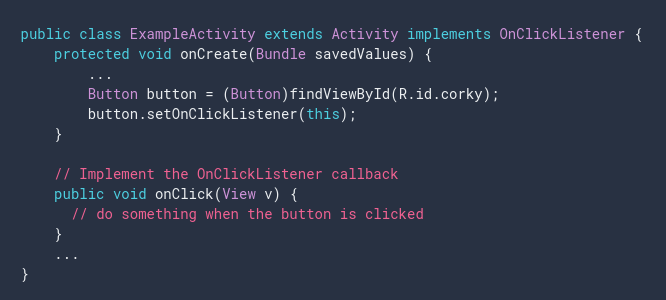 public class ExampleActivity extends Activity implements OnClickListener {
    protected void onCreate(Bundle savedValues) {
        ...
        Button button = (Button)findViewById(R.id.corky);
        button.setOnClickListener(this);
    }

    // Implement the OnClickListener callback
    public void onClick(View v) {
      // do something when the button is clicked
    }
    ...
}